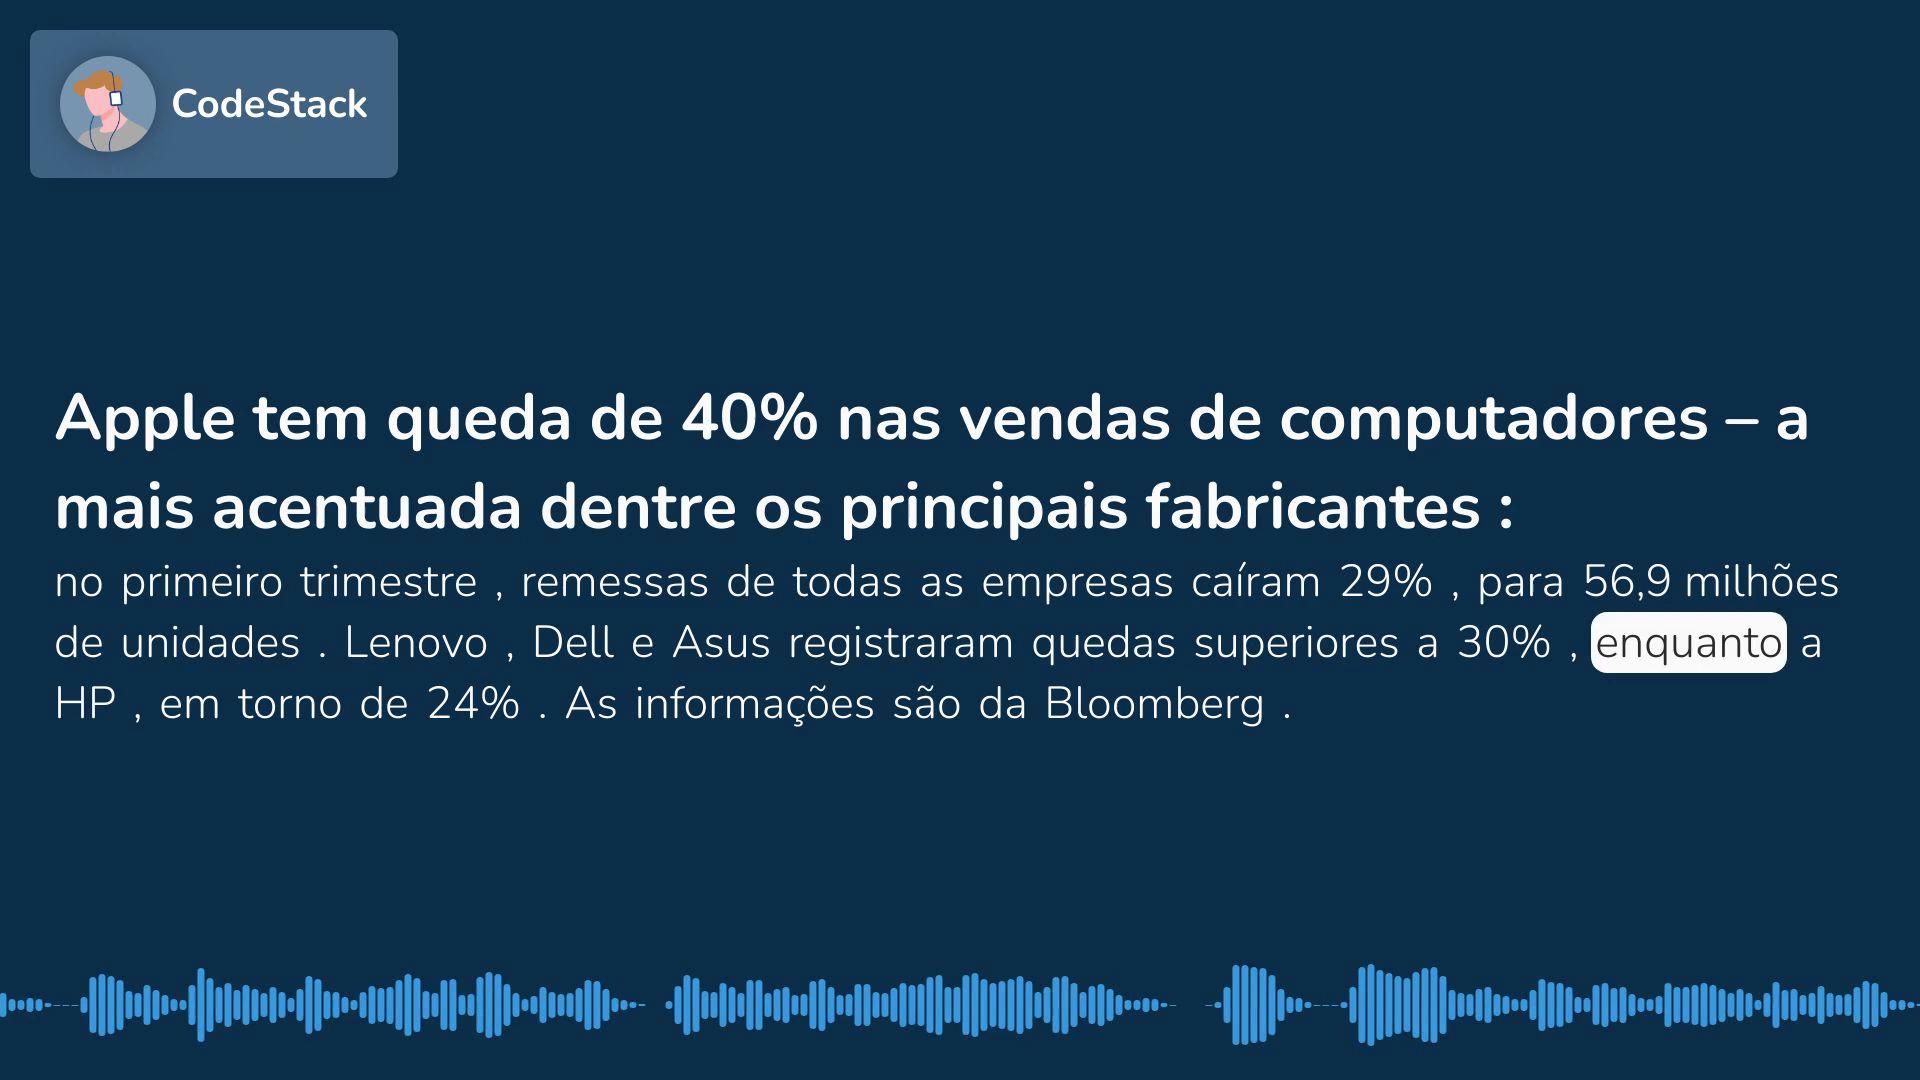 CodeStack
Apple tem queda de 40% nas vendas de computadores – a
mais acentuada dentre os principais fabricantes :
no primeiro trimestre , remessas de todas as empresas caíram 29% , para 56,9 milhões
de unidades . Lenovo , Dell e Asus registraram quedas superiores a 30% , enquanto a
HP , em torno de 24% . As informações são da Bloomberg .